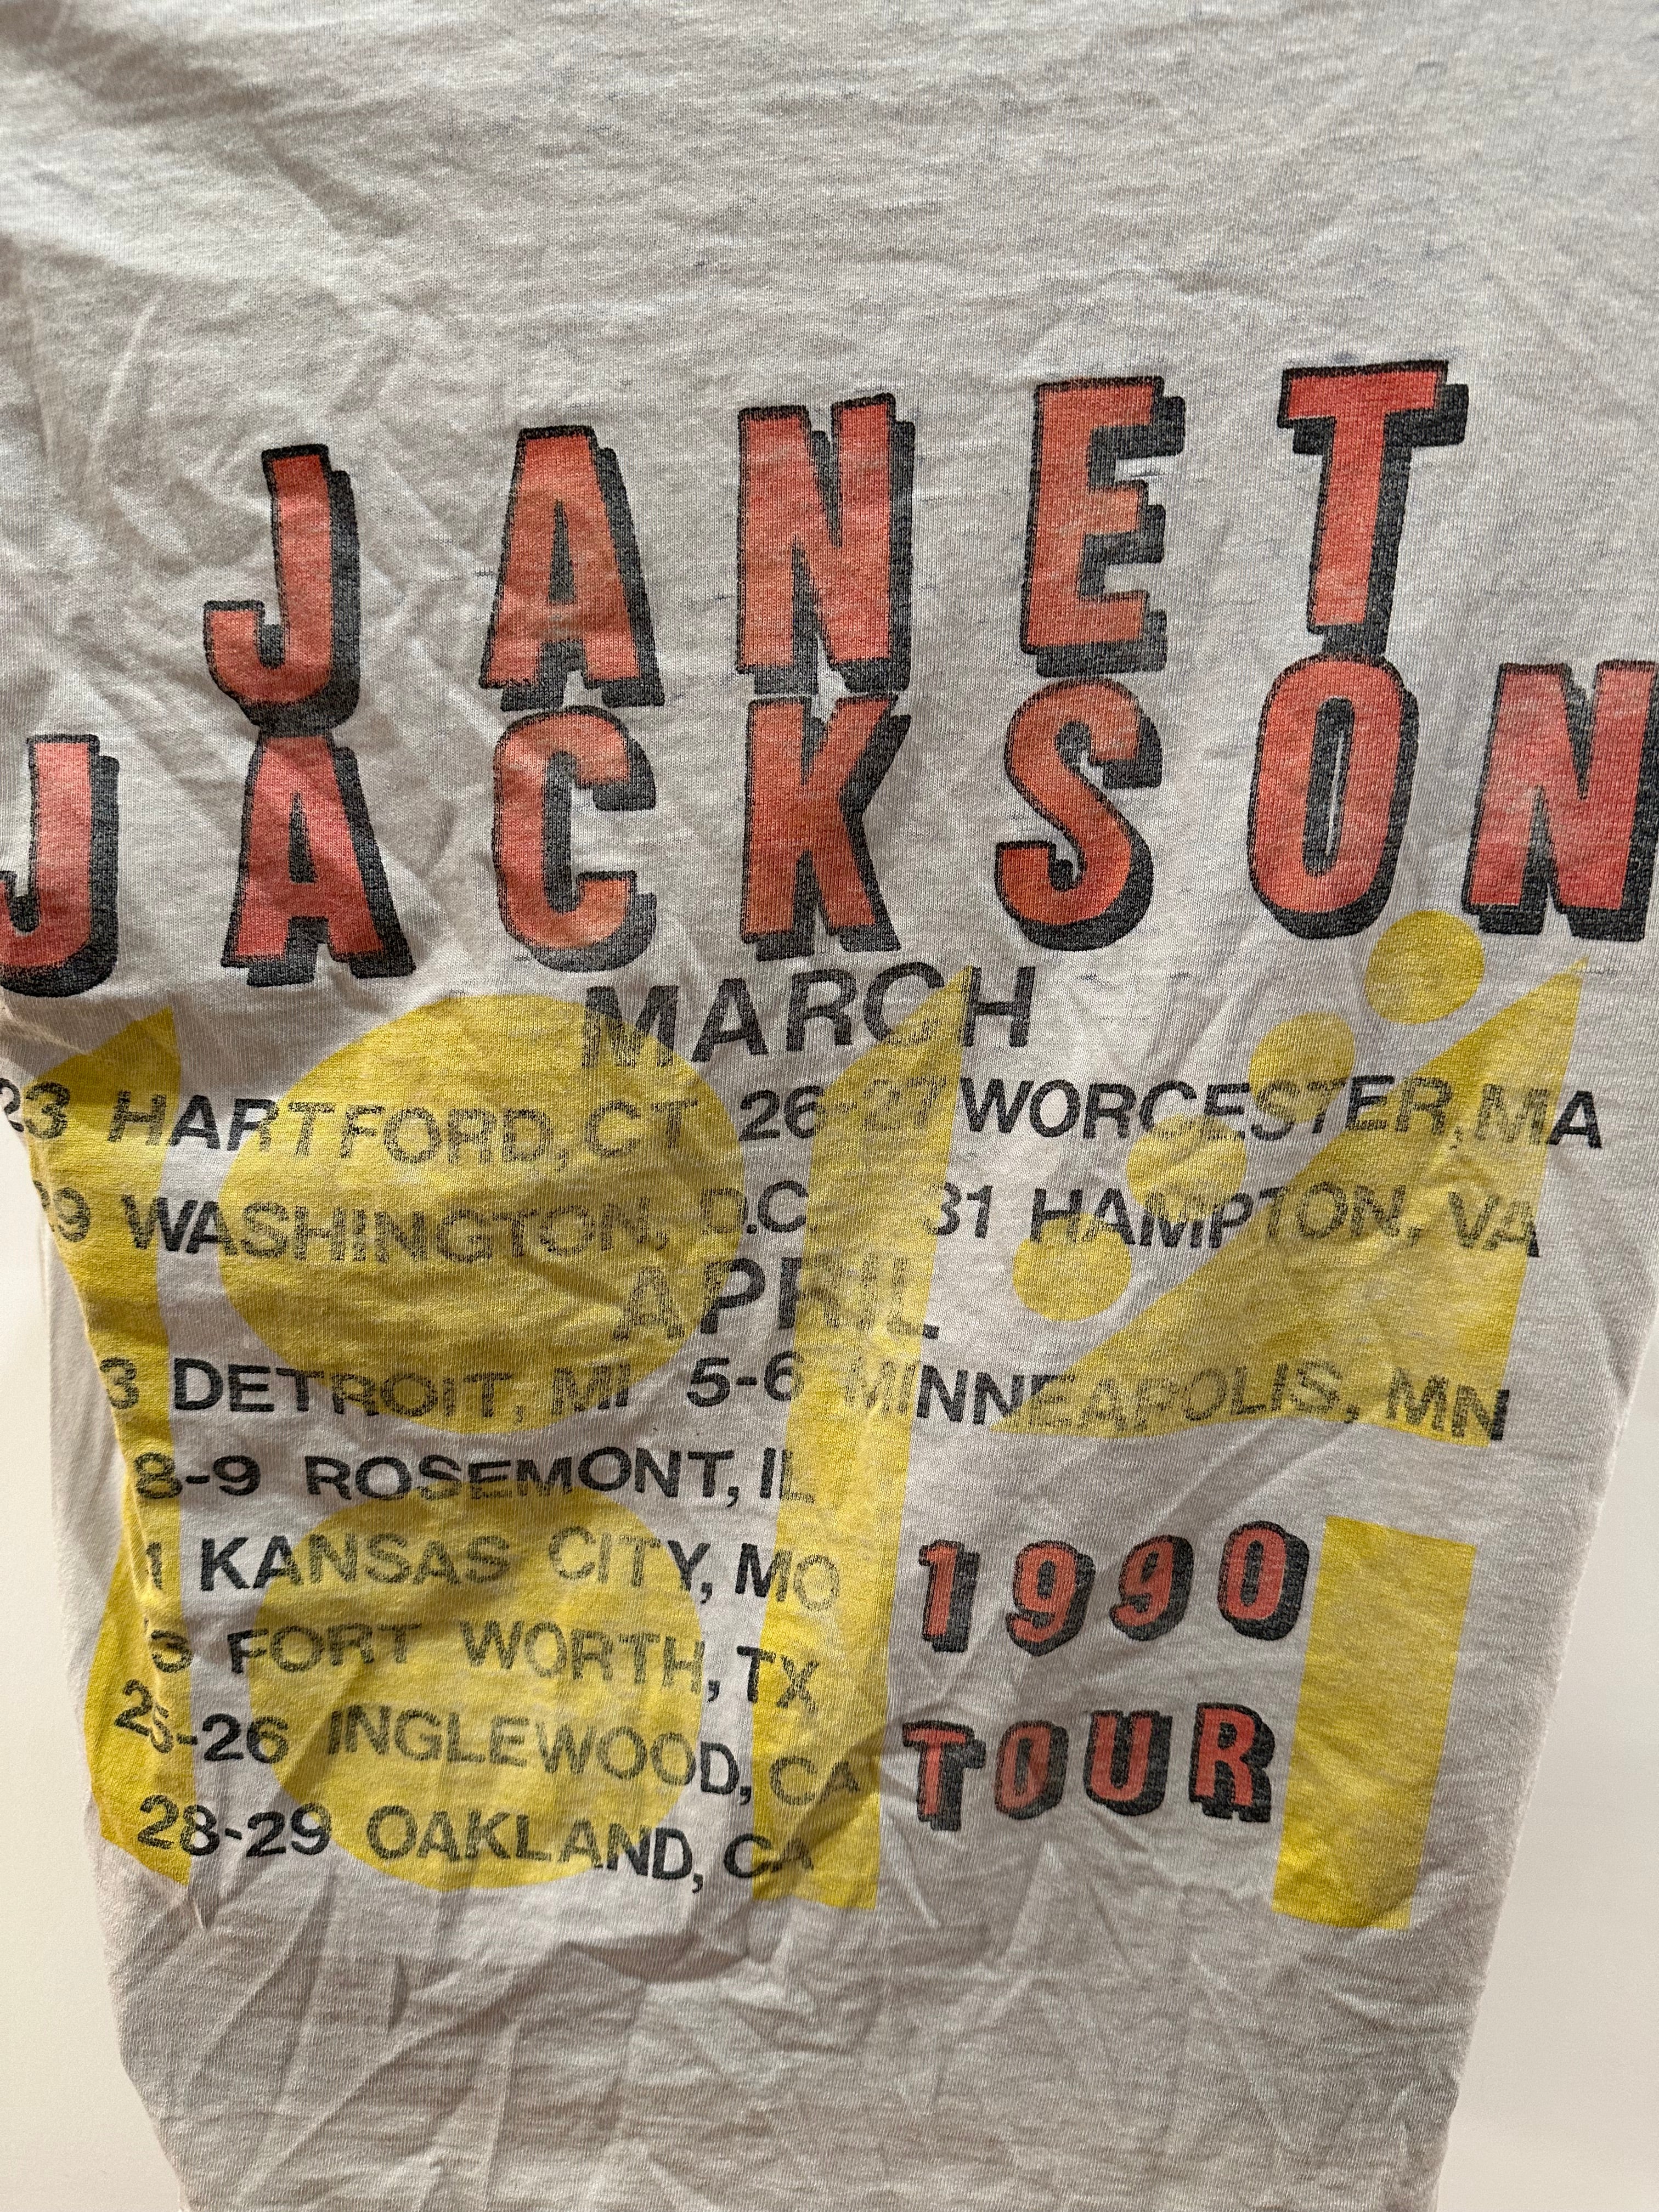 JANET
JACKSON
MARCH
23 HARTFORD, CT 26-27 WORCESTER, MA
WASHINGTON, D.C. 31 HAMPTON, VA
APRIL
3 DETROIT, MI 5-6 MINNEAPOLIS, MN
8-9 ROSEMONT, IL
KANSAS CITY, MO
FORT WORTH, TX
-26 INGLEWOOD, CA
28-29 OAKLAND, CA
1990
TOUR